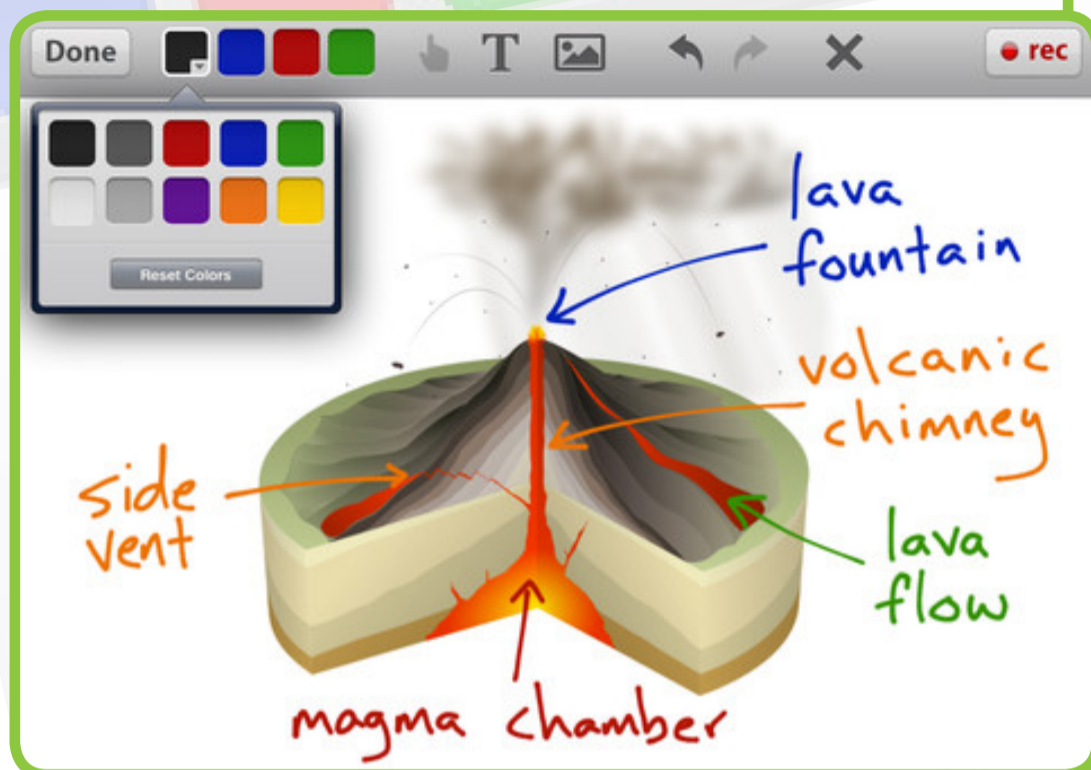 Done
T
rec
Reset Colors
lava
fountain
volcanic
chimney
side
vent
lava
flow
magma chamber